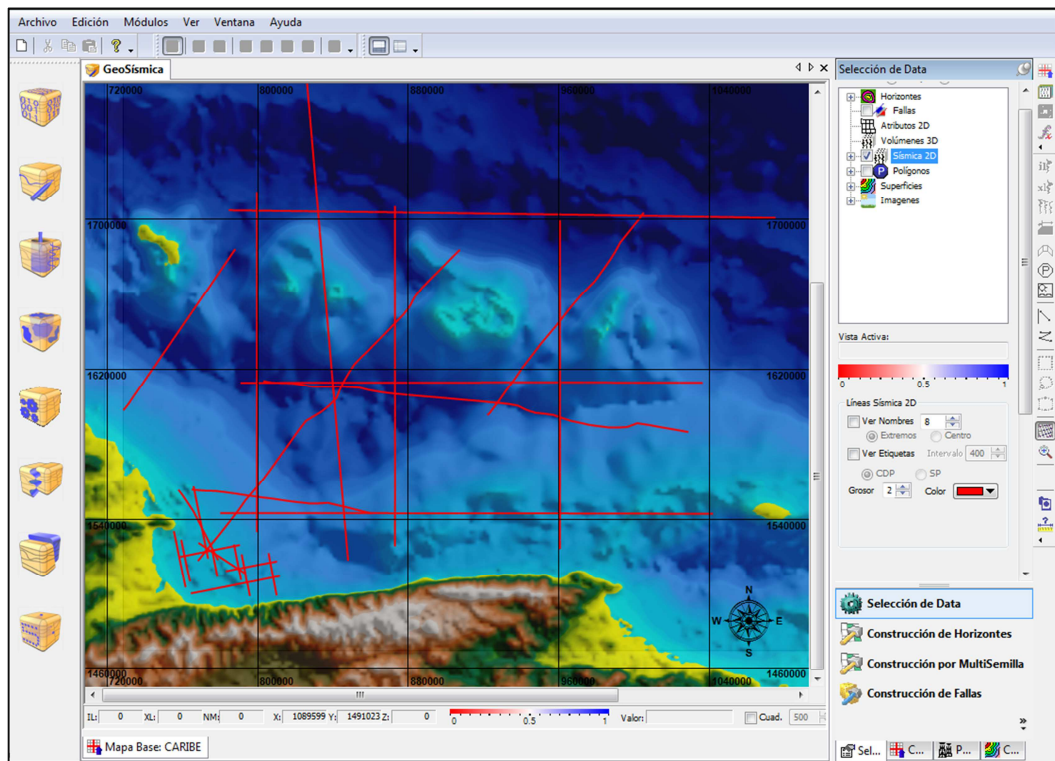 Archivo Edición Módulos Ver Ventana Ayuda
GeoSísmica
Selección de Data
720000 800000 880000 960000 1040000
1700000 1700000
1620000 1620000
1540000 1540000
1460000 1460000
720000 800000 880000 960000 1040000
N
W E
S
Horizontes
Fallas
Atributos 2D
Volúmenes 3D
Sísmica 2D
Polígonos
Superficies
Imagenes
Vista Activa:
0 0.5 1
Líneas Sísmica 2D
Ver Nombres 8
Extremos Centro
Ver Etiquetas Intervalo 400
CDP SP
Grosor 2 Color
Selección de Data
Construcción de Horizontes
Construcción por MultiSemilla
Construcción de Fallas
IL: 0 XL: 0 NM: 0 X: 1089599 Y: 1491023 Z: 0 0 0.5 1 Valor: Cuad. 500
Mapa Base: CARIBE
Sel... C... P... C...